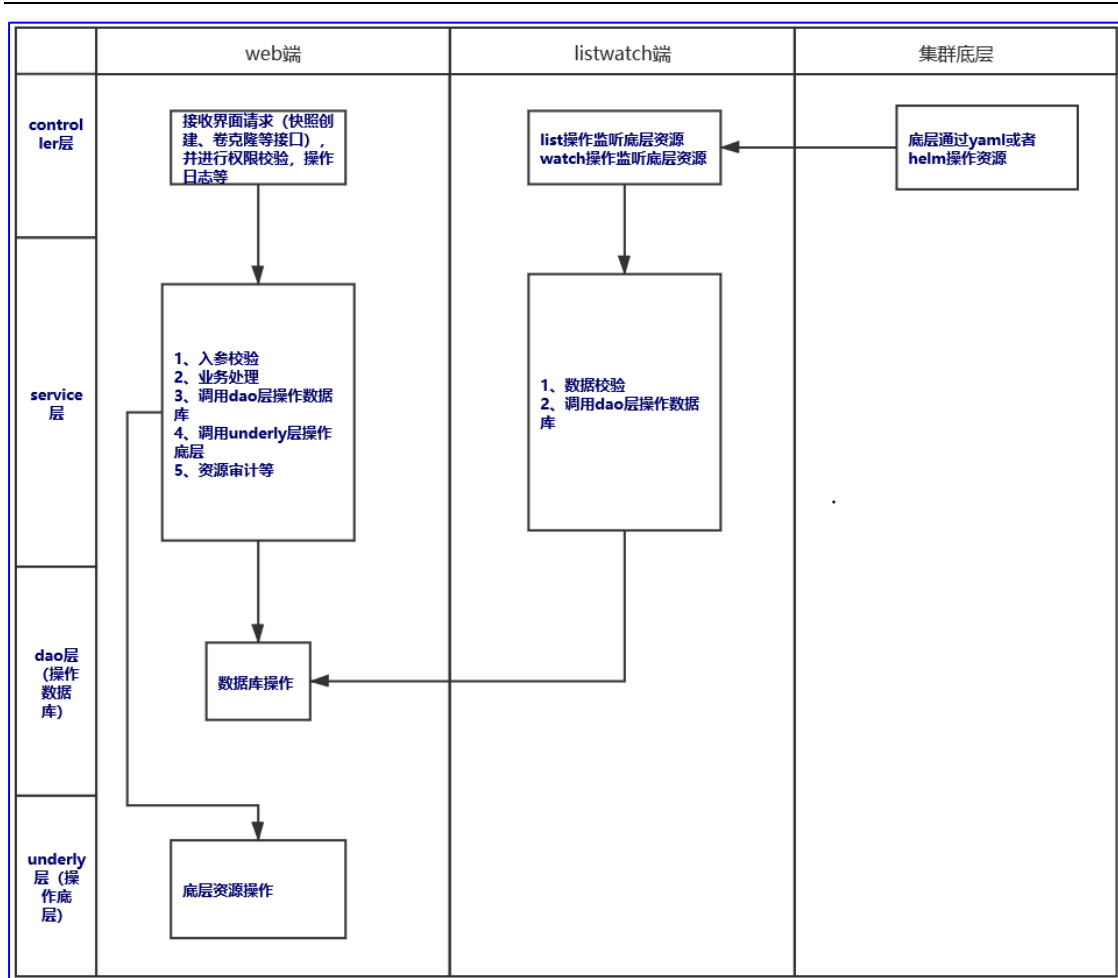 web端
listwatch端
集群底层
control
ler层
接收界面请求（快照创
建、卷克隆等接口），
并进行权限校验，操作
日志等
list操作监听底层资源
watch操作监听底层资源
底层通过yaml或者
helm操作资源
service
层
1、入参校验
2、业务处理
3、调用dao层操作数据
库
4、调用underly层操作
底层
5、资源审计等
1、数据校验
2、调用dao层操作数据
库
dao层
（操作
数据
库）
数据库操作
underly
层（操
作底
层）
底层资源操作